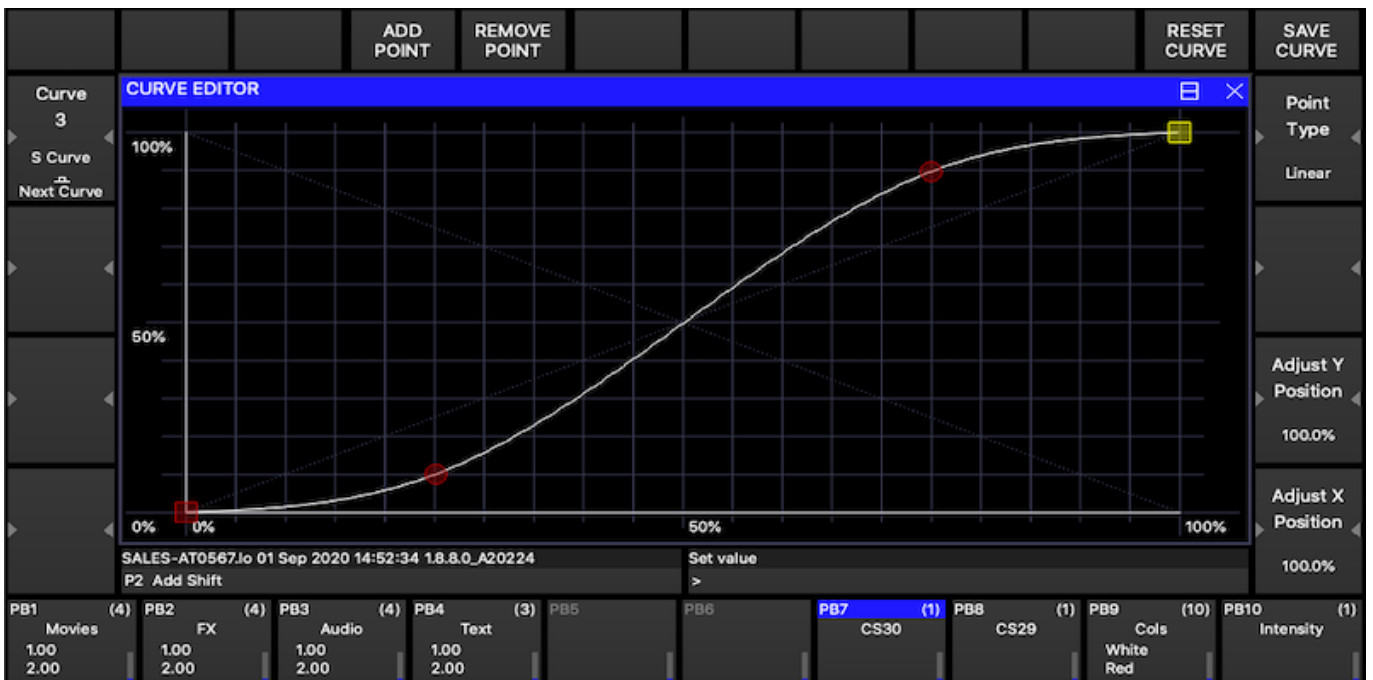 ADD
POINT
REMOVE
POINT
RESET
CURVE
SAVE
CURVE
Curve
3
S Curve
Next Curve
CURVE EDITOR
100%
50%
0%
0%
50%
100%
Point
Type
Linear
Adjust Y
Position
100.0%
Adjust X
Position
100.0%
SALES-AT0567.lo 01 Sep 2020 14:52:34 1.8.8.0_A20224
Set value
P2 Add Shift
>
PB1 (4)
Movies
1.00
2.00
PB2 (4)
FX
1.00
2.00
PB3 (4)
Audio
1.00
2.00
PB4 (3)
Text
1.00
2.00
PB5
PB6
PB7 (1)
CS30
PB8 (1)
CS29
PB9 (10)
Cols
White
Red
PB10 (1)
Intensity